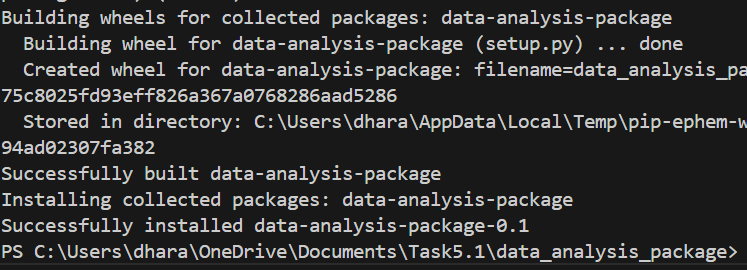 Building wheels for collected packages: data-analysis-package
  Building wheel for data-analysis-package (setup.py) ... done
  Created wheel for data-analysis-package: filename=data_analysis_pa
75c8025fd93eff826a367a0768286aad5286
  Stored in directory: C:\Users\dhara\AppData\Local\Temp\pip-ephem-w
94ad02307fa382
Successfully built data-analysis-package
Installing collected packages: data-analysis-package
Successfully installed data-analysis-package-0.1
PS C:\Users\dhara\OneDrive\Documents\Task5.1\data_analysis_package>